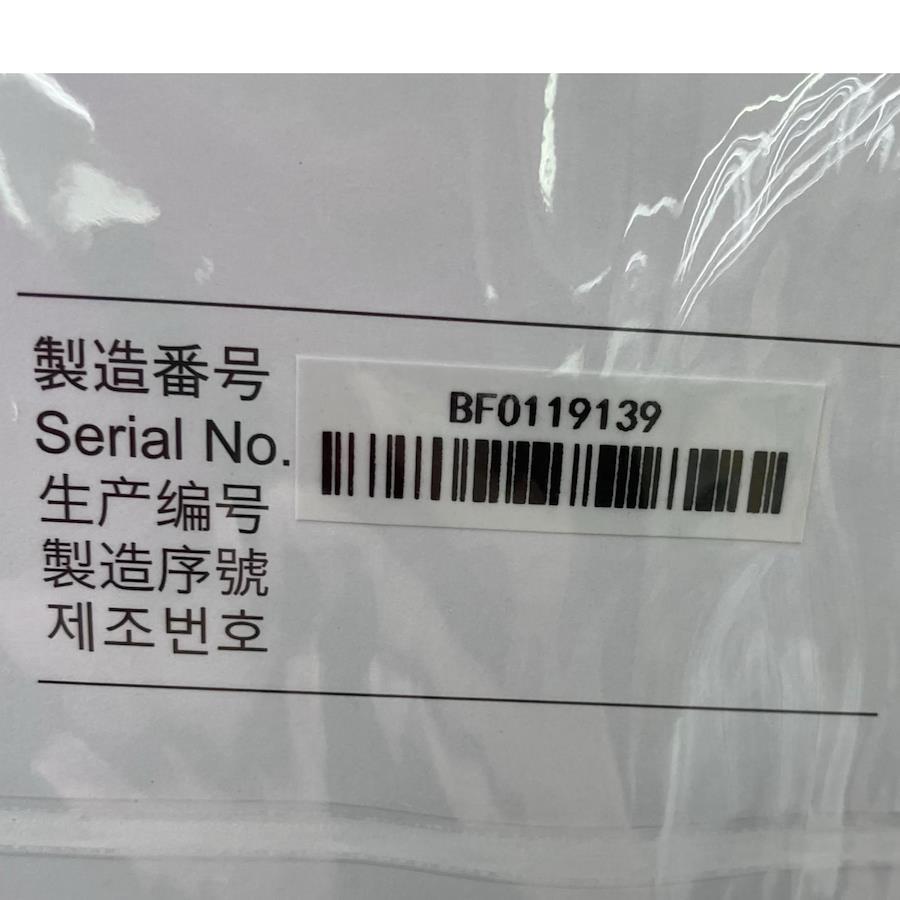 製造番号
Serial No.
生产编号
製造序號
제조번호
BF0119139